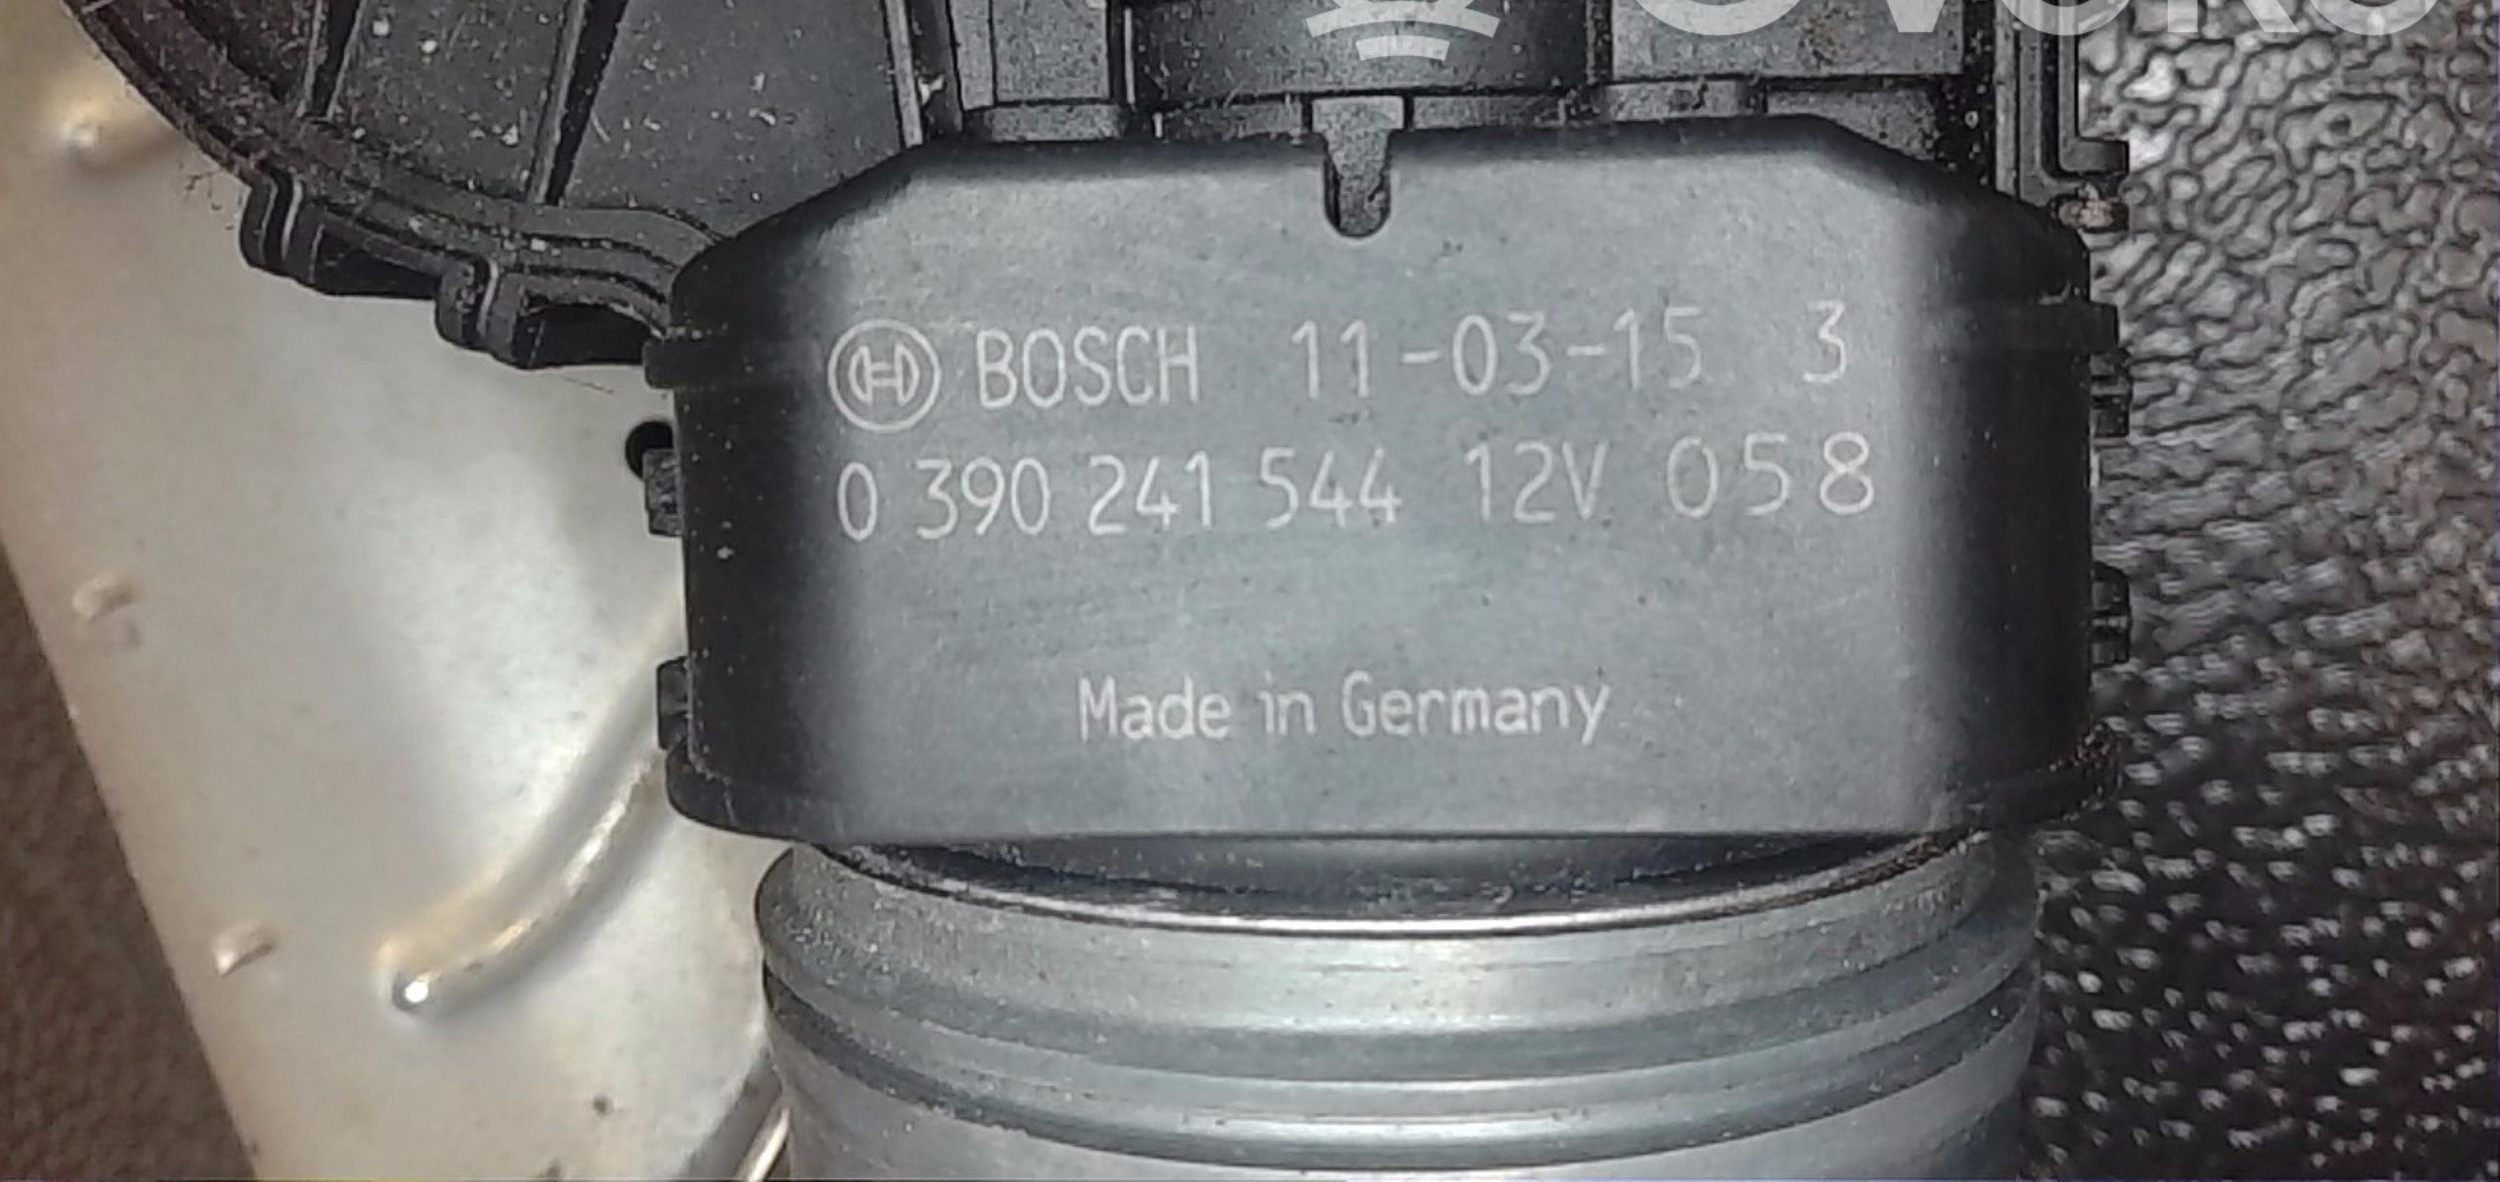 BOSCH 11-03-15 3
0 390 241 544 12V 058
Made in Germany